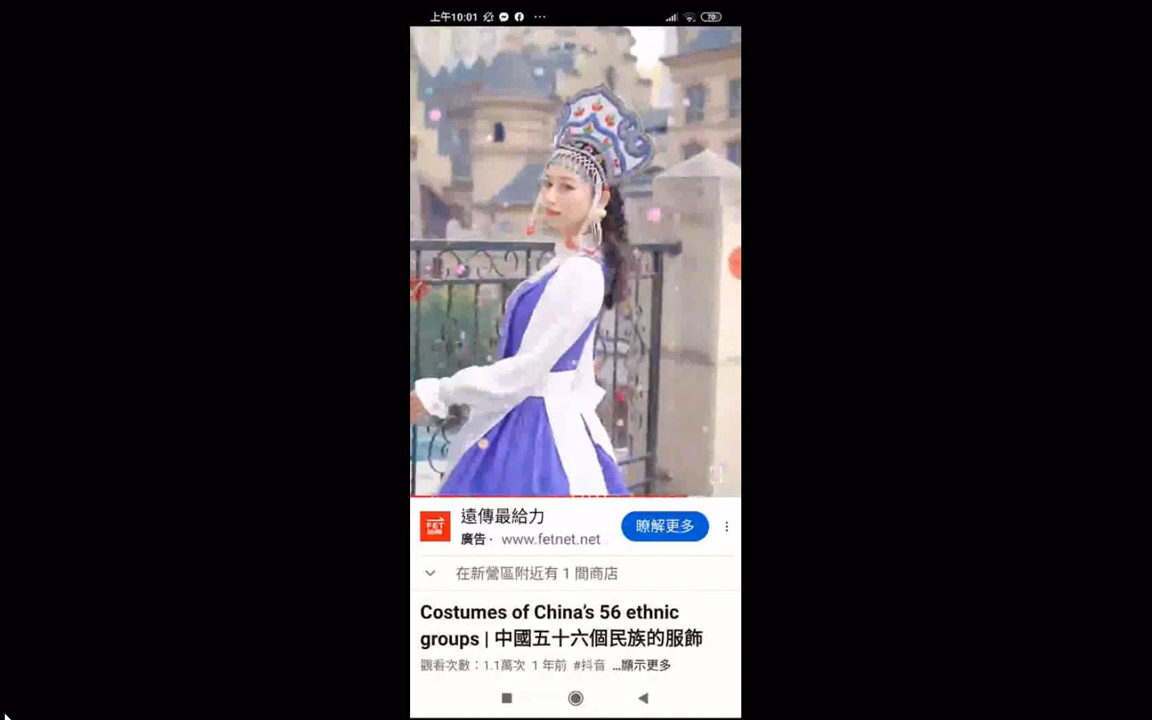 上午10:01
70
遠傳最給力
廣告· www.fetnet.net
瞭解更多
FET
在新營區附近有 1 間商店
Costumes of China's 56 ethnic
groups | 中國五十六個民族的服飾
觀看次數：1.1萬次 1 年前 #抖音 ...顯示更多